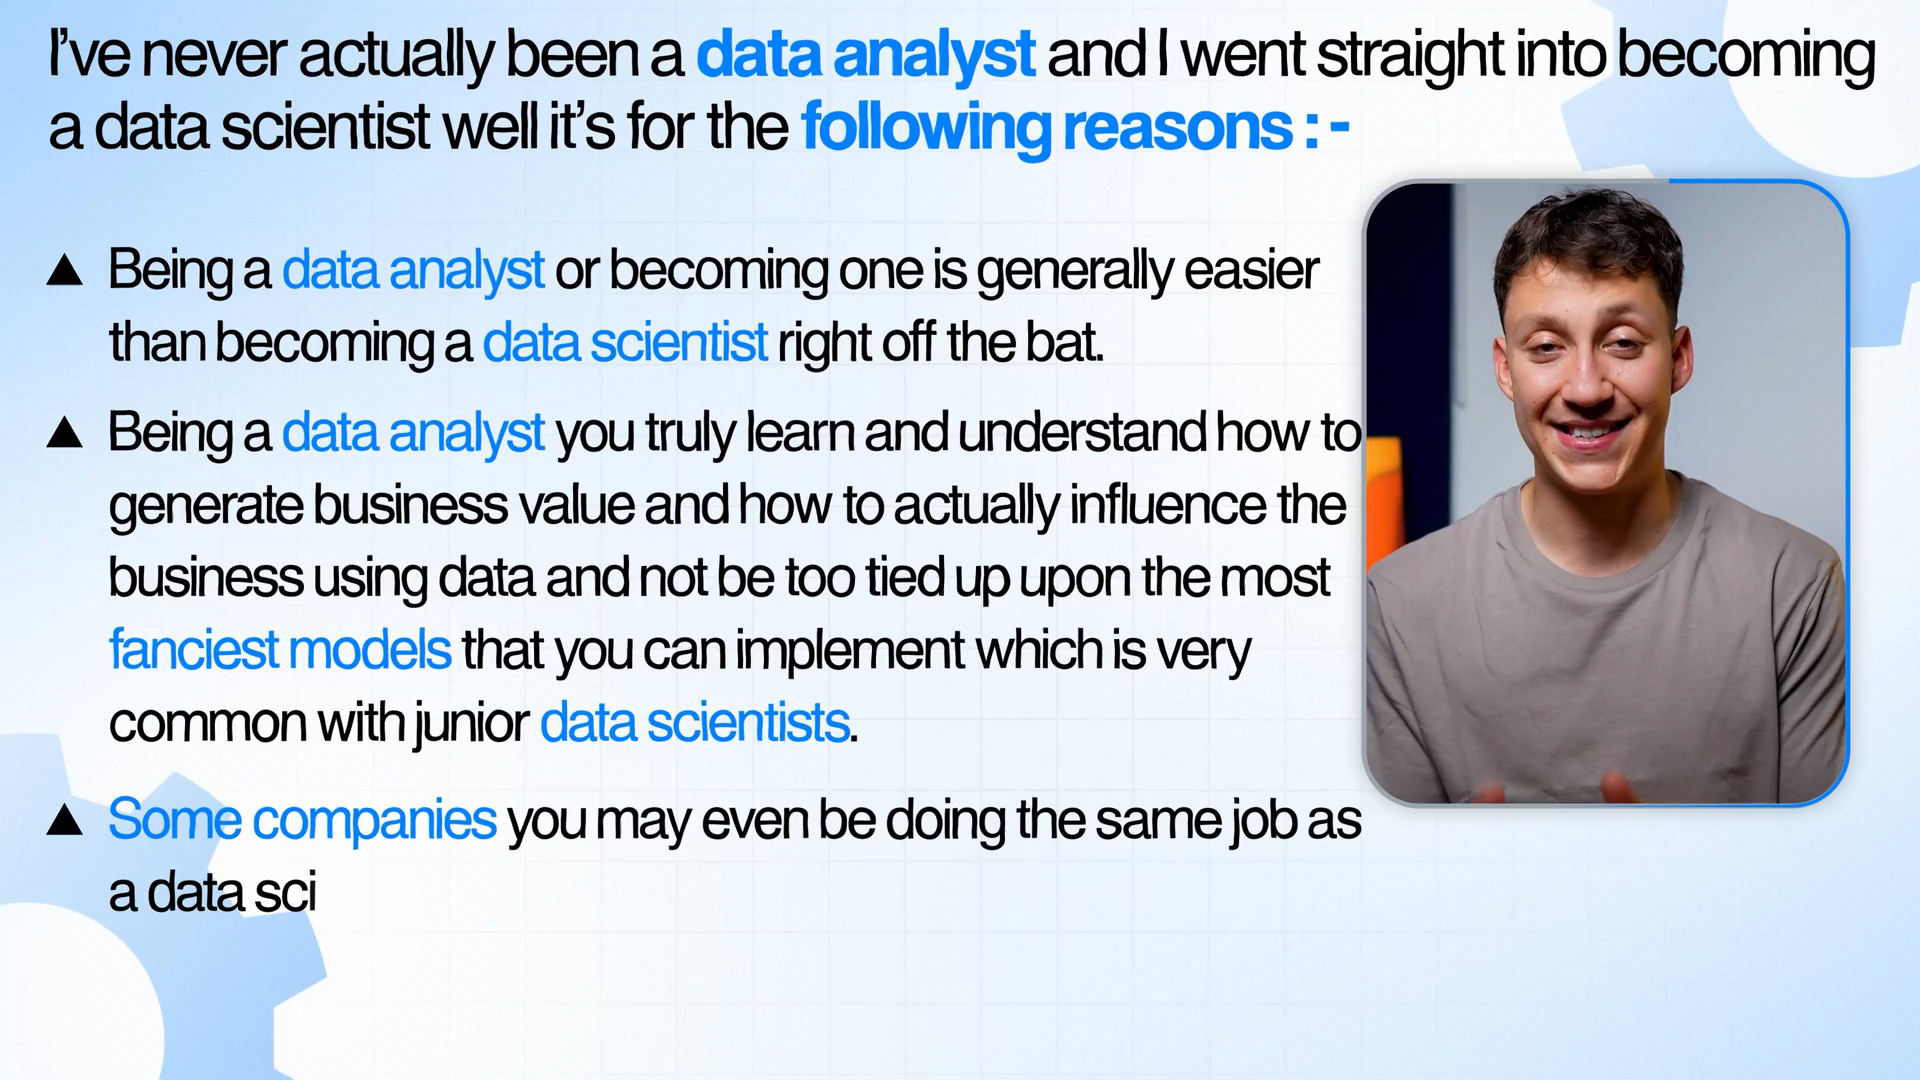 I've never actually been a data analyst and I went straight into becoming
a data scientist well it's for the following reasons : -
▲ Being a data analyst or becoming one is generally easier
than becoming a data scientist right off the bat.
▲ Being a data analyst you truly learn and understand how to
generate business value and how to actually influence the
business using data and not be too tied up upon the most
fanciest models that you can implement which is very
common with junior data scientists.
▲ Some companies you may even be doing the same job as
a data sci